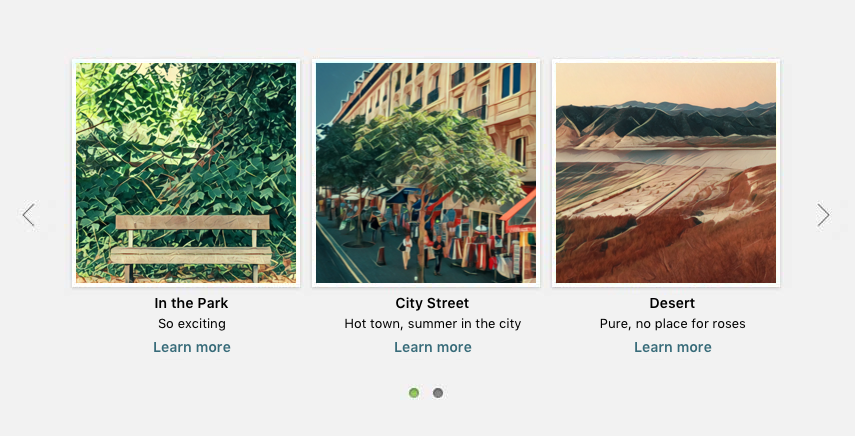 In the Park
So exciting
Learn more
City Street
Hot town, summer in the city
Learn more
Desert
Pure, no place for roses
Learn more